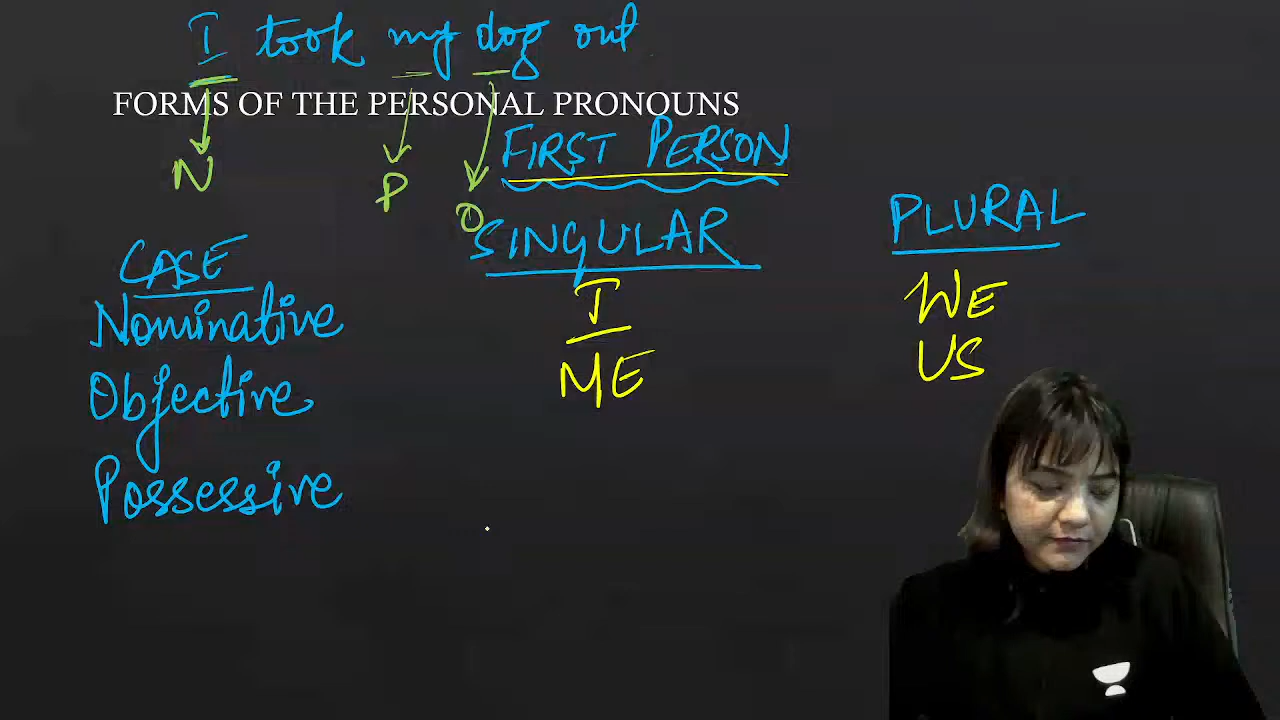 I took my dog out
FORMS OF THE PERSONAL PRONOUNS
FIRST PERSON
N P O
SINGULAR PLURAL
CASE
Nominative I WE
Objective ME US
Possessive